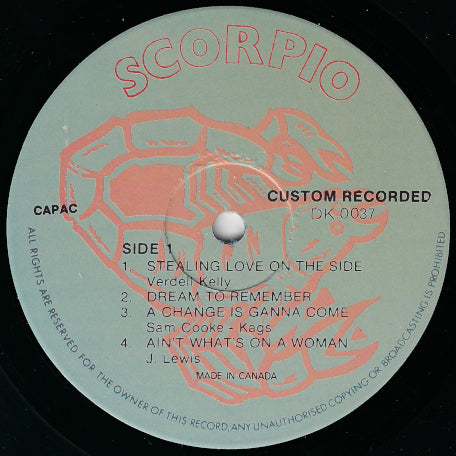 SCORPIO
CAPAC
CUSTOM RECORDED
DK 0037
SIDE 1
1. STEALING LOVE ON THE SIDE
Verdell Kelly
2. DREAM TO REMEMBER
3. A CHANGE IS GANNA COME
Sam Cooke - Kags
4. AIN'T WHAT'S ON A WOMAN
J. Lewis
MADE IN CANADA
ALL RIGHTS ARE RESERVED FOR THE OWNER OF THIS RECORD, ANY UNAUTHORISED COPYING OR BROADCASTING IS PROHIBITED